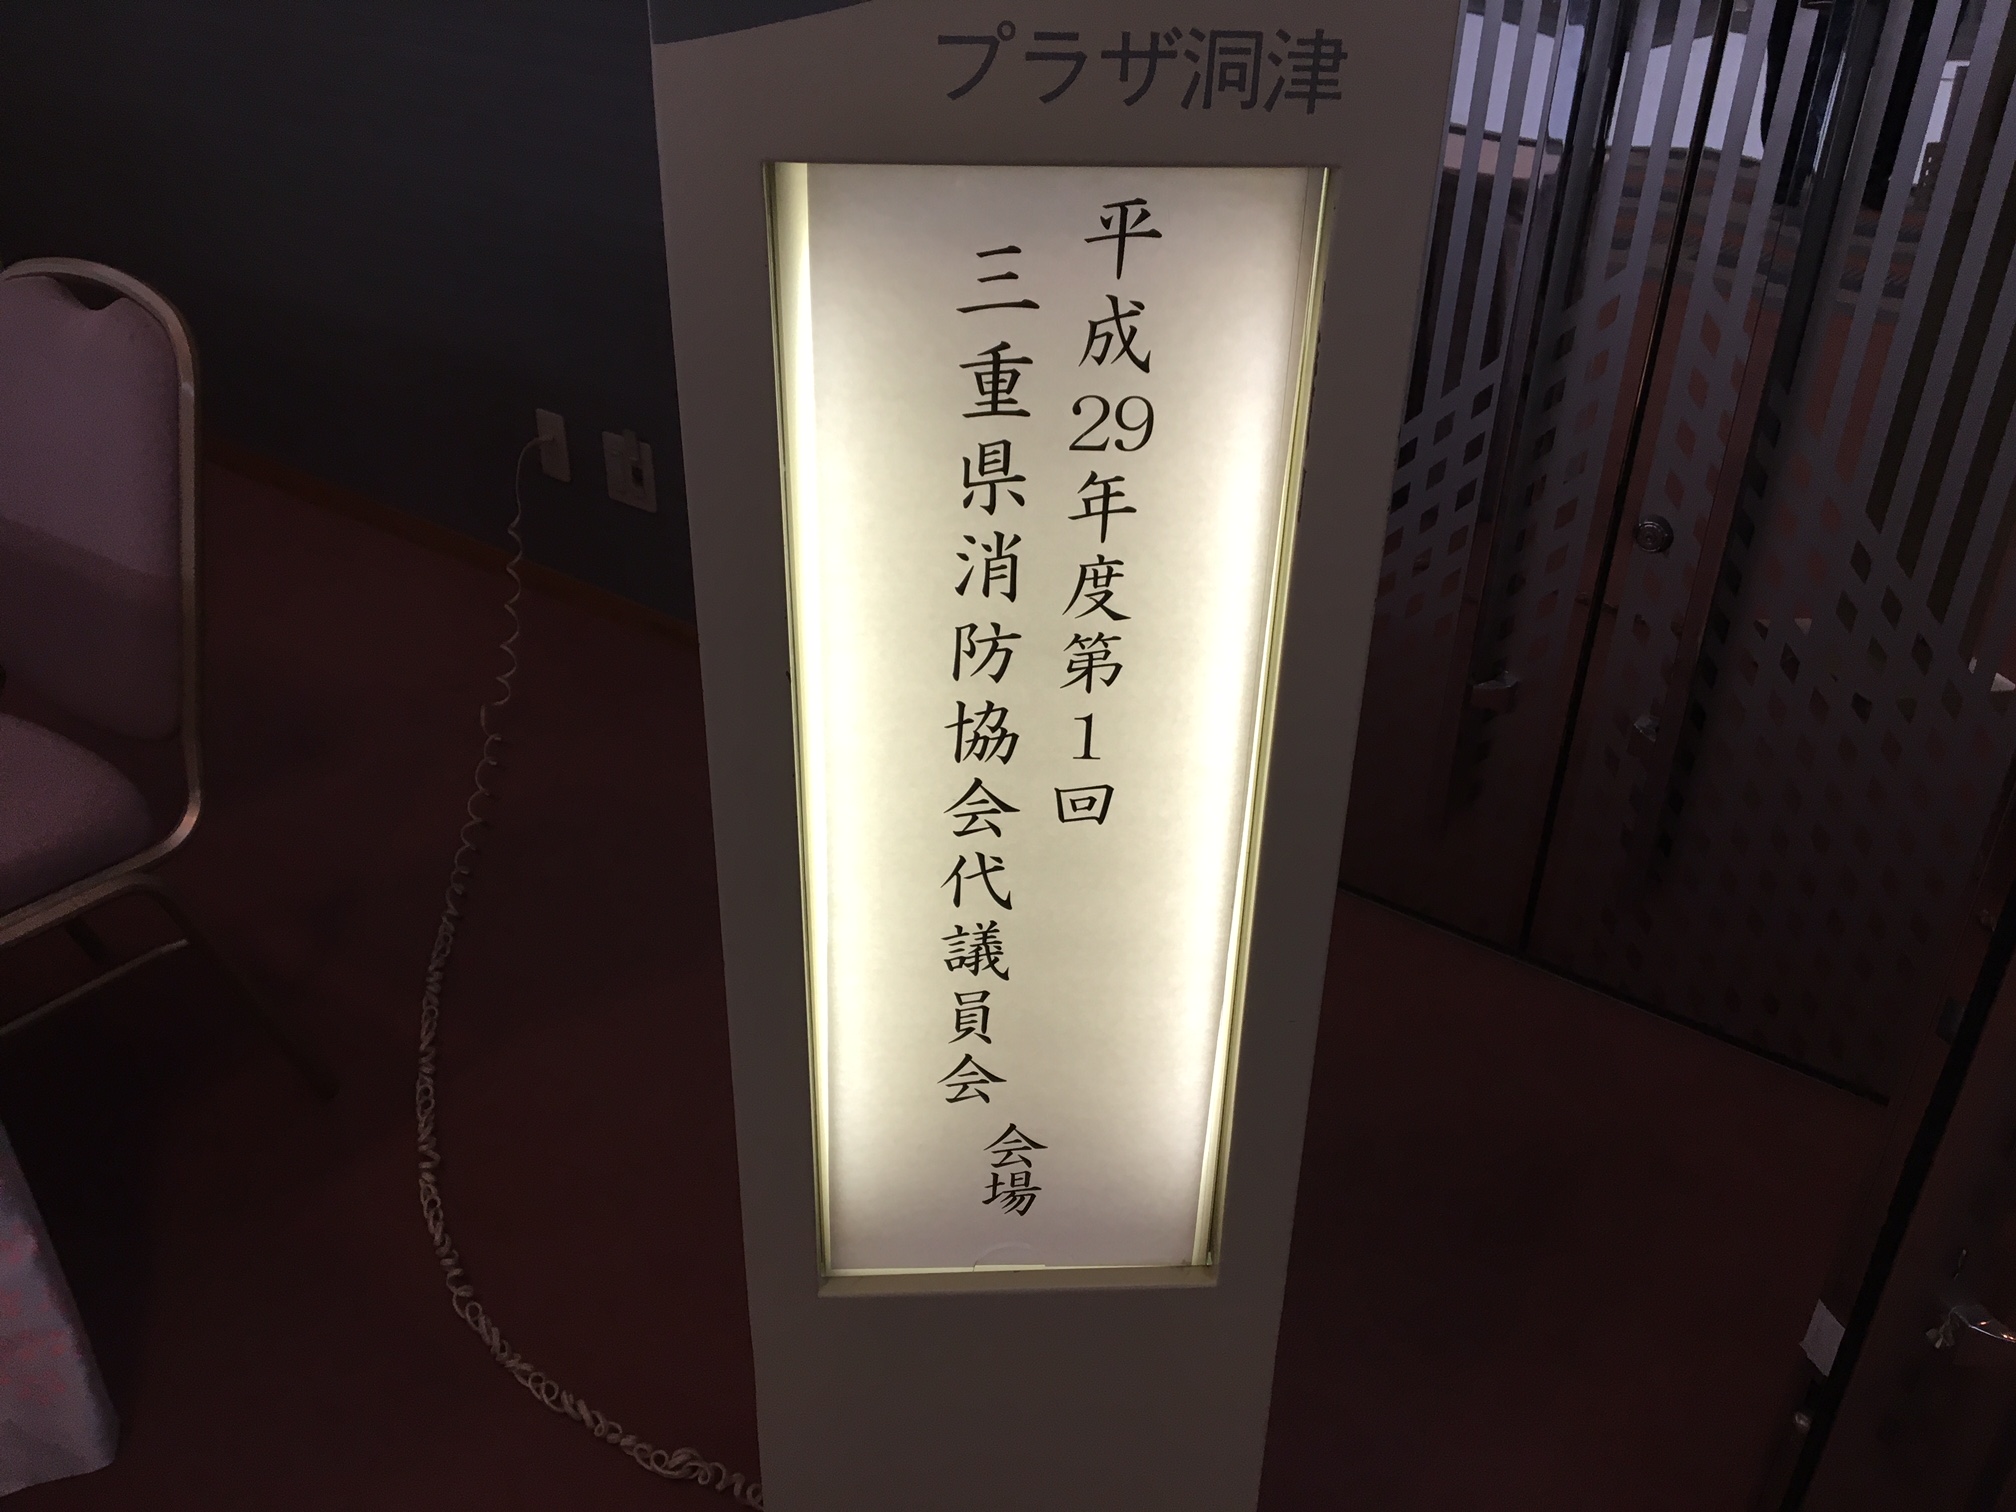 プラザ洞津
平成29年度第1回
三重県消防協会代議員会
会場